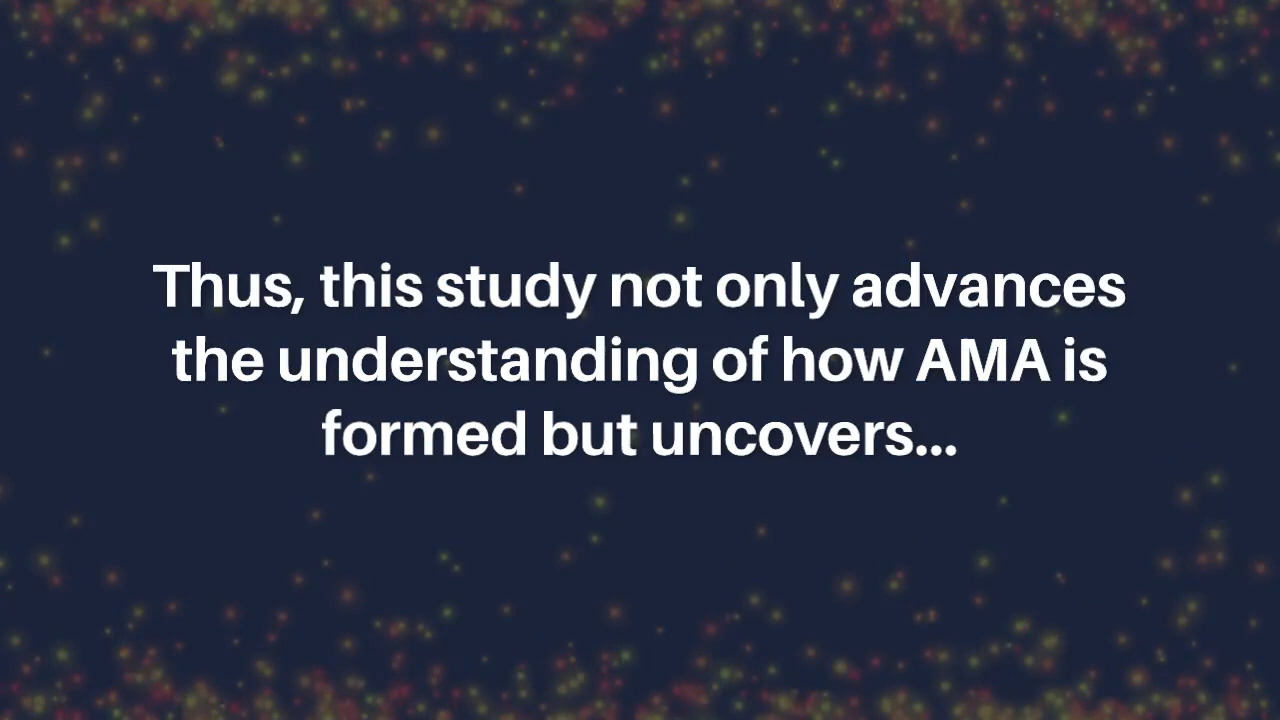 Thus, this study not only advances
the understanding of how AMA is
formed but uncovers...